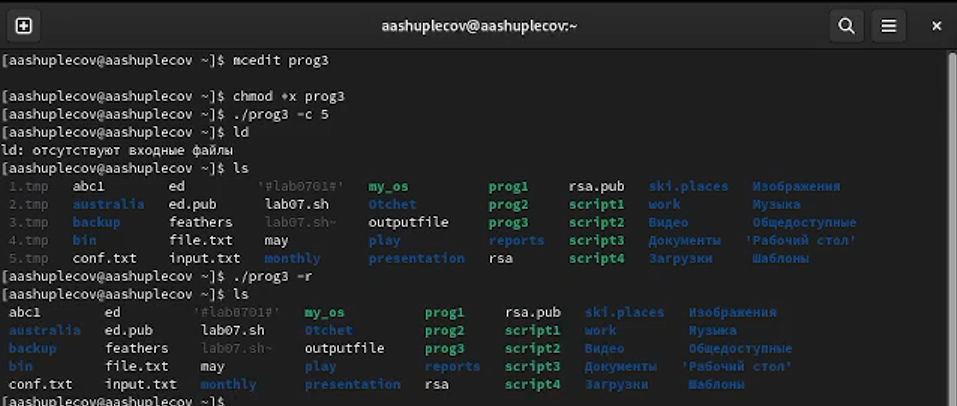 aashuplecov@aashuplecov:~
[aashuplecov@aashuplecov ~]$ mcedit prog3
[aashuplecov@aashuplecov ~]$ chmod +x prog3
[aashuplecov@aashuplecov ~]$ ./prog3 -c 5
[aashuplecov@aashuplecov ~]$ ld
ld: отсутствуют входные файлы
[aashuplecov@aashuplecov ~]$ ls
1.tmp abc1 ed '#lab0701#' my_os prog1 rsa.pub ski.places Изображения
2.tmp australia ed.pub lab07.sh Otchet prog2 script1 work Музыка
3.tmp backup feathers lab07.sh~ outputfile prog3 script2 Видео Общедоступные
4.tmp bin file.txt may play reports script3 Документы 'Рабочий стол'
5.tmp conf.txt input.txt monthly presentation rsa script4 Загрузки Шаблоны
[aashuplecov@aashuplecov ~]$ ./prog3 -r
[aashuplecov@aashuplecov ~]$ ls
abc1 ed '#lab0701#' my_os prog1 rsa.pub ski.places Изображения
australia ed.pub lab07.sh Otchet prog2 script1 work Музыка
backup feathers lab07.sh~ outputfile prog3 script2 Видео Общедоступные
bin file.txt may play reports script3 Документы 'Рабочий стол'
conf.txt input.txt monthly presentation rsa script4 Загрузки Шаблоны
[aashuplecov@aashuplecov ~]$